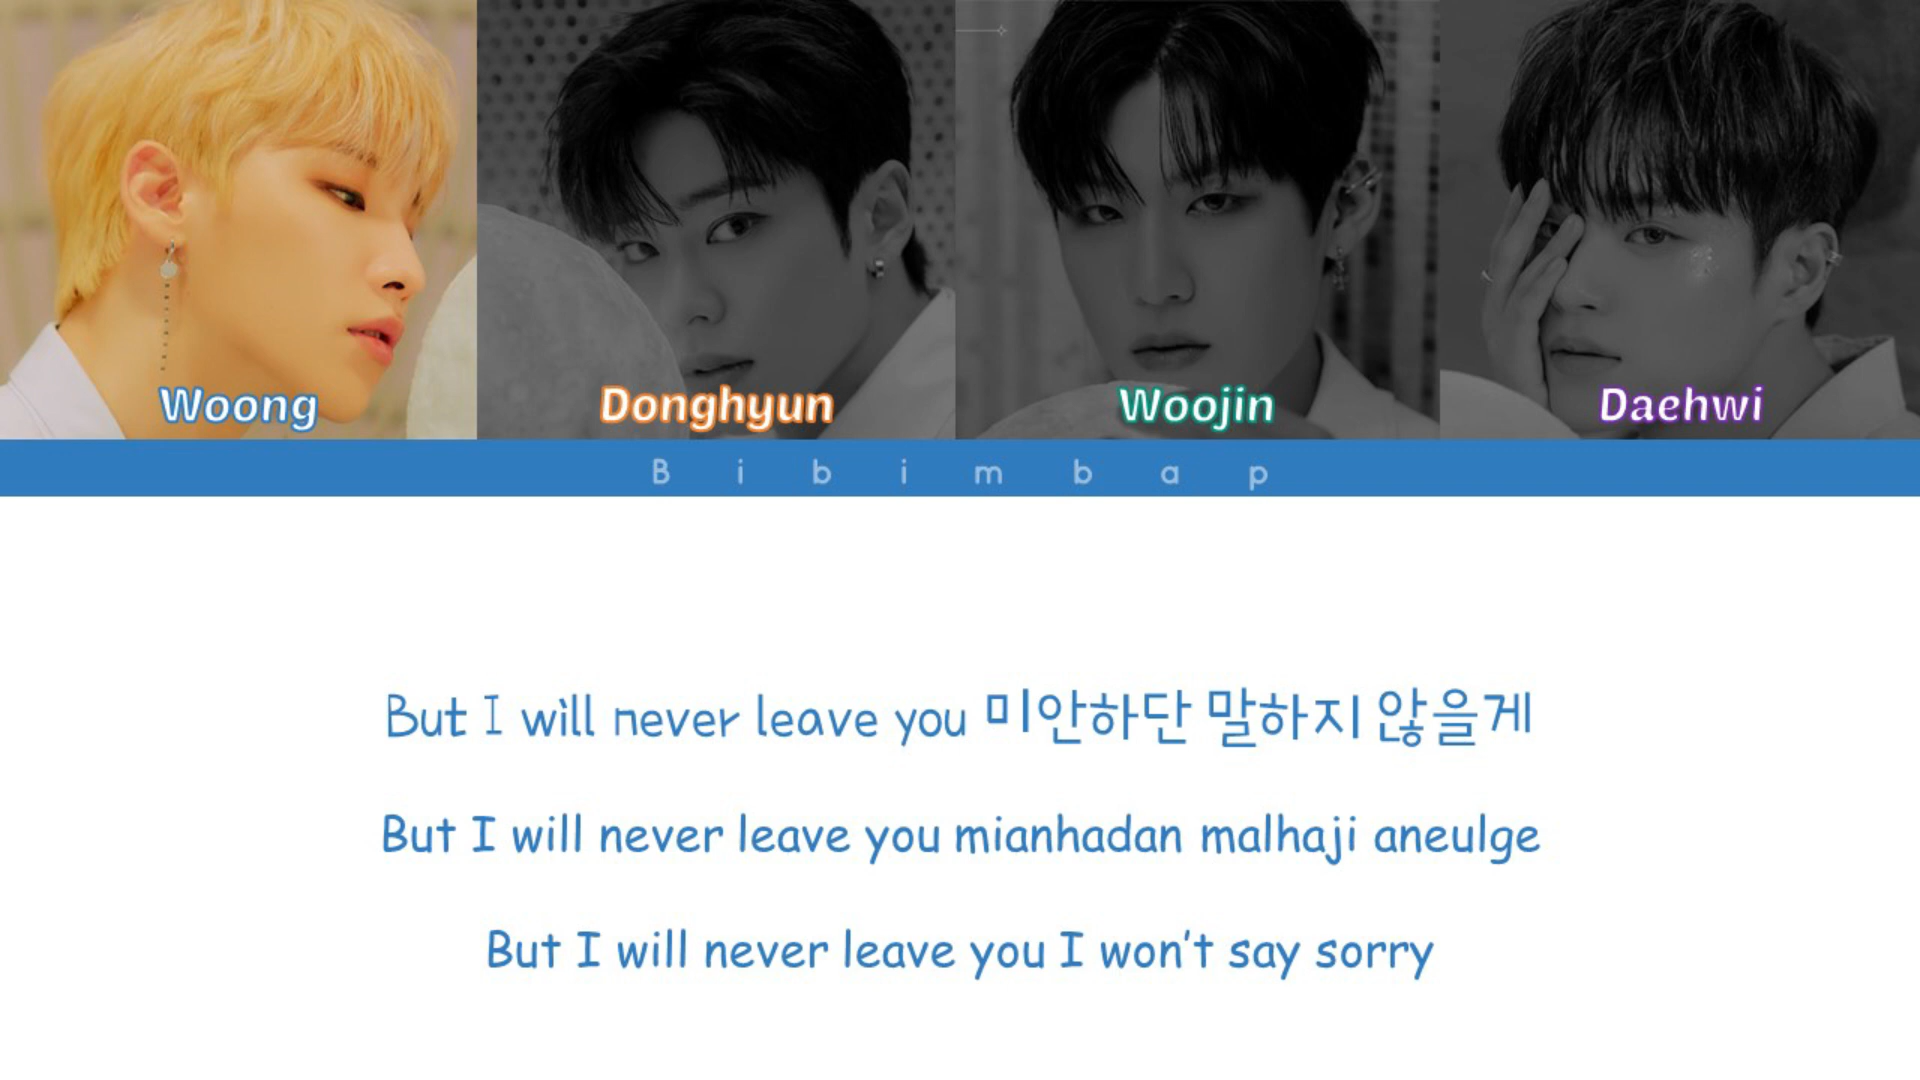 Woong Donghyun Woojin Daehwi
Bibimbap
But I will never leave you 미안하단 말하지 않을게
But I will never leave you mianhadan malhaji aneulge
But I will never leave you I won't say sorry